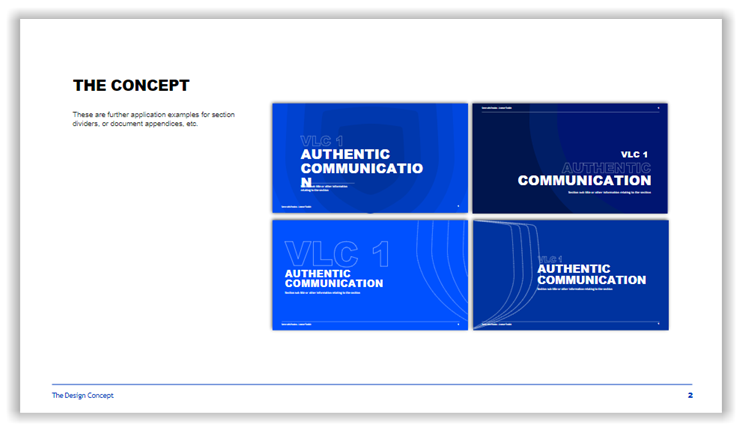 THE CONCEPT
These are further application examples for section
dividers, or document appendices, etc.
VLC 1
AUTHENTIC
COMMUNICATIO
N
Section sub title or other information
relating to the section
VLC 1
AUTHENTIC
COMMUNICATION
Section sub title or other information relating to the section
VLC 1
AUTHENTIC
COMMUNICATION
Section sub title or other information relating to the section
VLC 1
AUTHENTIC
COMMUNICATION
Section sub title or other information relating to the section
The Design Concept
2